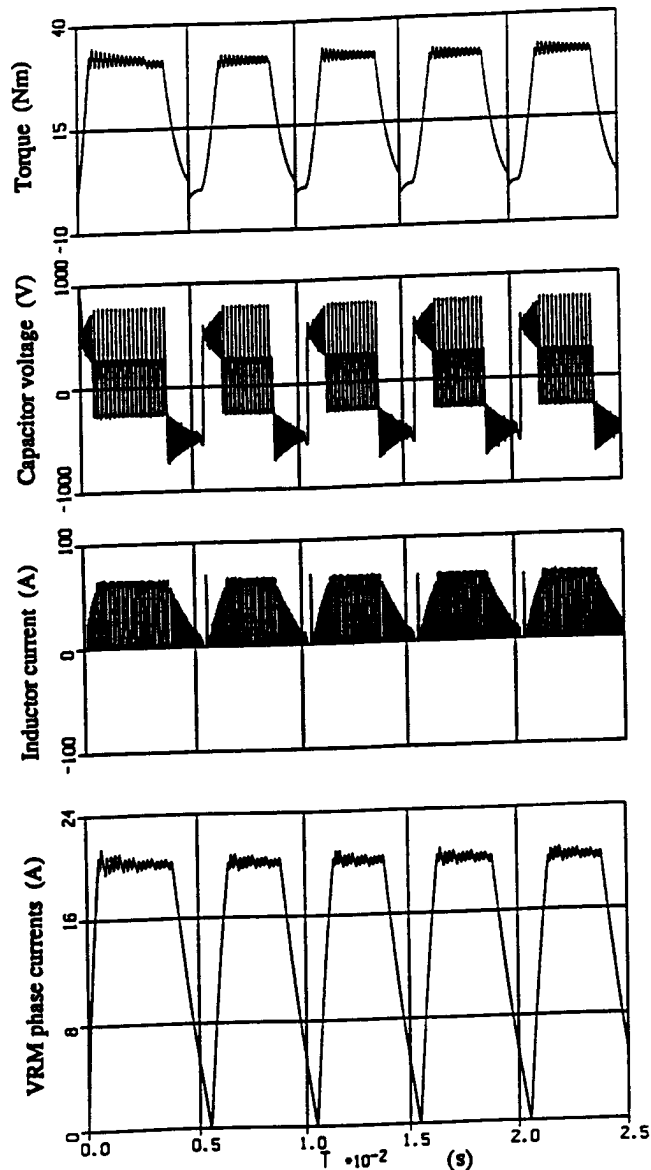 Torque (Nm)
40
15
-10
Capacitor voltage (V)
1000
0
-1000
Inductor current (A)
100
0
-100
VRM phase currents (A)
24
16
8
0
0.0 0.5 1.0 1.5 2.0 2.5
T *10⁻² (s)